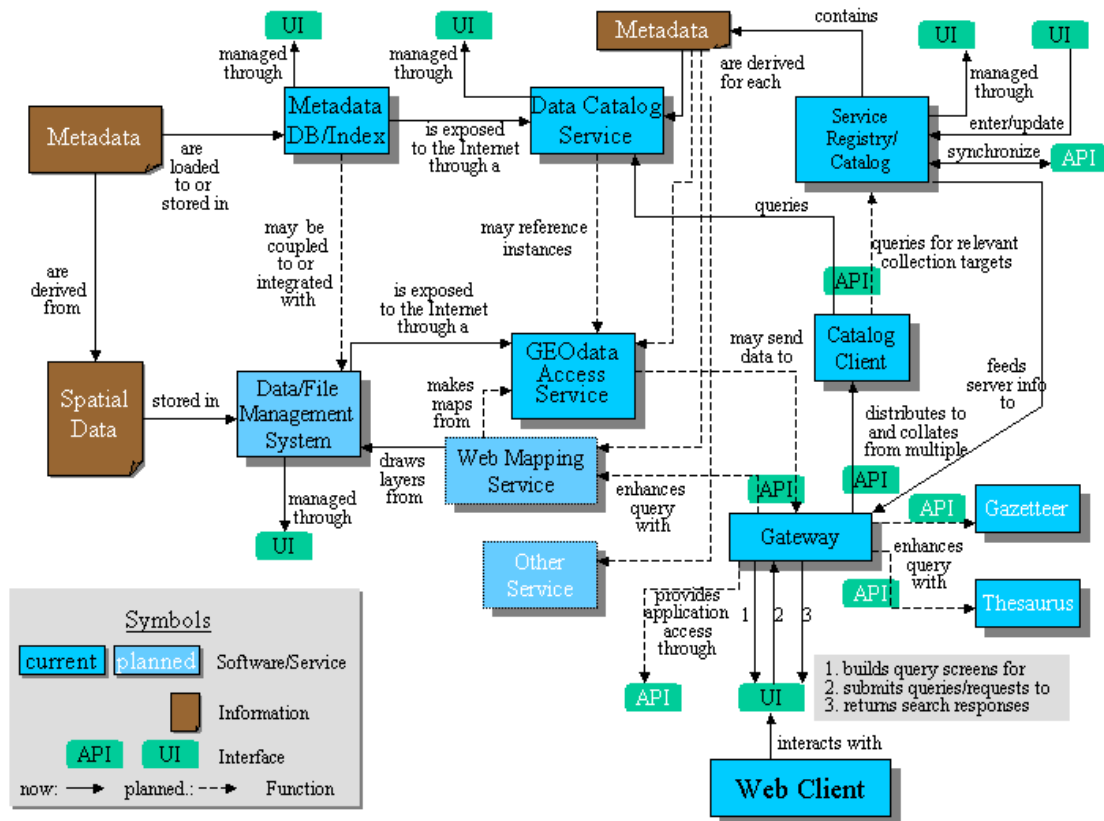 UI
managed
through
UI
managed
through
Metadata
contains
are derived
for each
UI
UI
managed
through
enter/update
synchronize
API
Metadata
are
loaded
to or
stored in
Metadata
DB/Index
is exposed
to the Internet
through a
Data Catalog
Service
Service
Registry/
Catalog
queries
may be
coupled
to or
integrated
with
may reference
instances
queries for relevant
collection targets
API
are
derived
from
is exposed
to the Internet
through a
GEOdata
Access
Service
may send
data to
Catalog
Client
feeds
server info
to
Spatial
Data
stored in
Data/File
Management
System
makes
maps
from
distributes to
and collates
from multiple
draws
layers
from
Web Mapping
Service
enhances
query
with
API
API
API
Gazetteer
managed
through
UI
Gateway
enhances
query
with
API
Thesaurus
Other
Service
provides
application
access
through
1
2
3
API
UI
1. builds query screens for
2. submits queries/requests to
3. returns search responses
interacts with
Web Client
Symbols
current
planned
Software/Service
Information
API
UI
Interface
now:
planned.:
Function